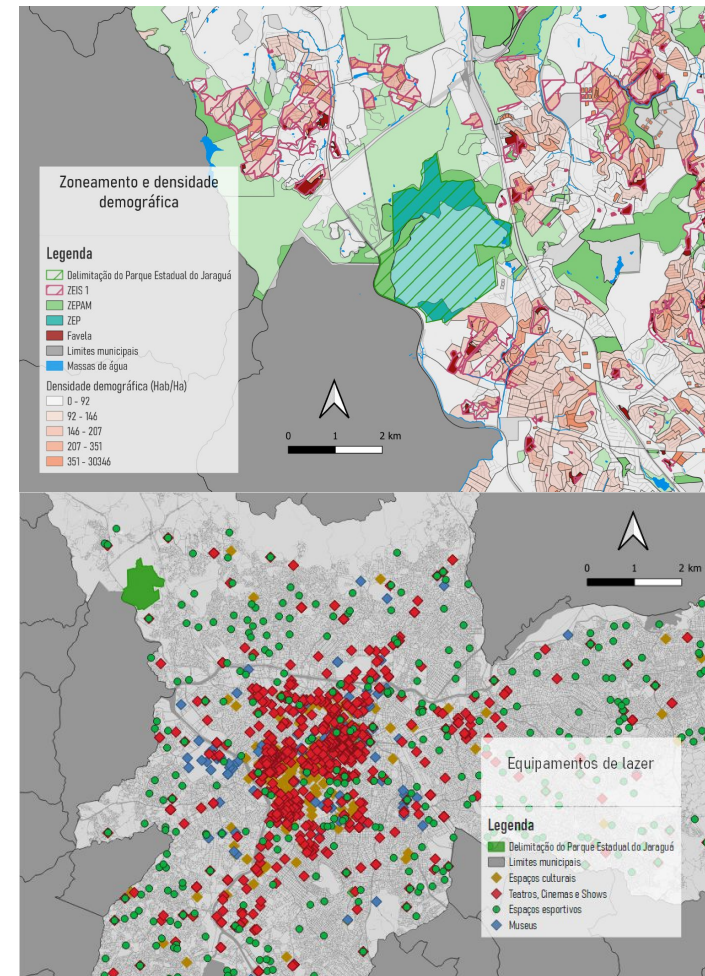 Zoneamento e densidade
demográfica
Legenda
Delimitação do Parque Estadual do Jaraguá
ZEIS 1
ZEPAM
ZEP
Favela
Limites municipais
Massas de água
Densidade demográfica (Hab/Ha)
0 - 92
92 - 146
146 - 207
207 - 351
351 - 30346
0 1 2 km
0 1 2 km
Equipamentos de lazer
Legenda
Delimitação do Parque Estadual do Jaraguá
Limites municipais
Espaços culturais
Teatros, Cinemas e Shows
Espaços esportivos
Museus